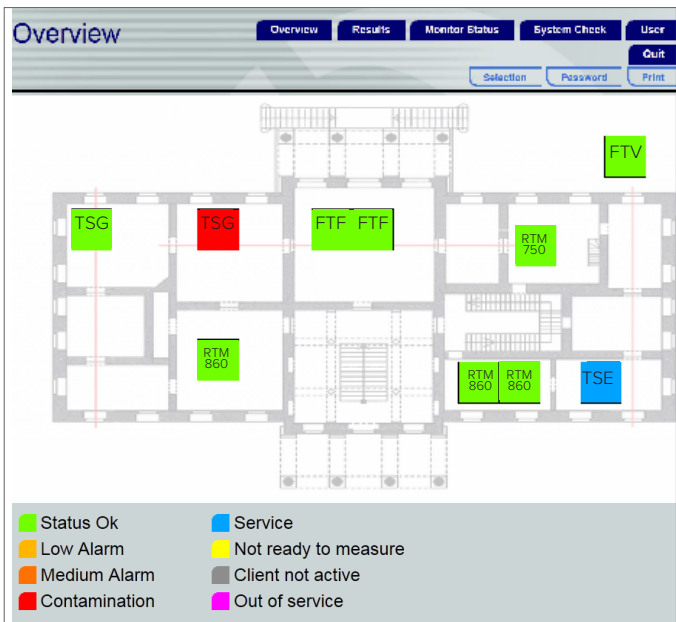 Overview
Overview Results Monitor Status System Check User
Quit
Selection Password Print
FTV
TSG TSG FTF FTF
RTM
750
RTM
860
RTM RTM
860 860
TSE
Status Ok Service
Low Alarm Not ready to measure
Medium Alarm Client not active
Contamination Out of service